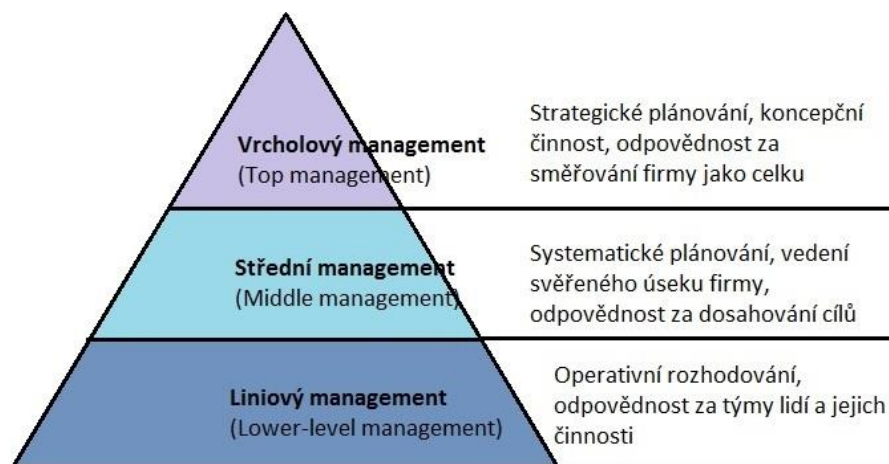 Vrcholový management
(Top management)
Strategické plánování, koncepční
činnost, odpovědnost za
směřování firmy jako celku
Střední management
(Middle management)
Systematické plánování, vedení
svěřeného úseku firmy,
odpovědnost za dosahování cílů
Liniový management
(Lower-level management)
Operativní rozhodování,
odpovědnost za týmy lidí a jejich
činnosti